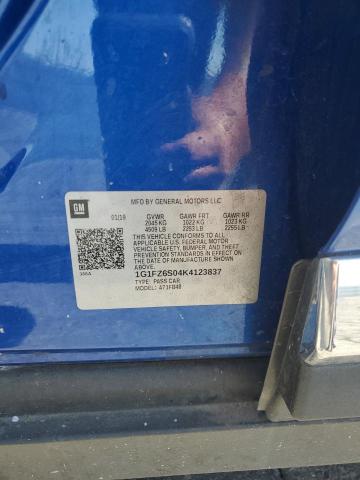 GM
MFD BY GENERAL MOTORS LLC
01/19 GVWR GAWR FRT GAWR RR
2045 KG 1022 KG 1023 KG
4509 LB 2253 LB 2255 LB
THIS VEHICLE CONFORMS TO ALL
APPLICABLE U.S. FEDERAL MOTOR VEHICLE
SAFETY, BUMPER, AND THEFT
PREVENTION STANDARDS IN EFFECT
ON THE DATE OF MANUFACTURE
SHOWN ABOVE.
1G1FZ6S04K4123837
TYPE: PASS CAR
MODEL: